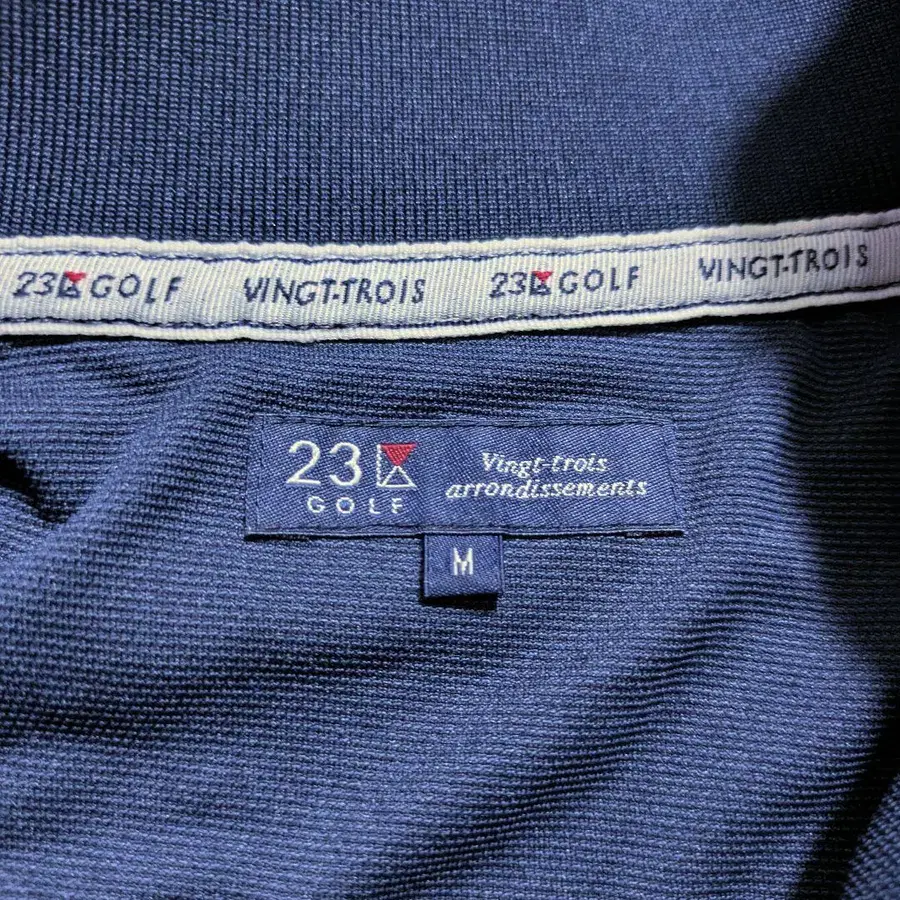 23 GOLF VINGT-TROIS 23 GOLF VINGT-TROIS
23
GOLF
Vingt-trois
arrondissements
M